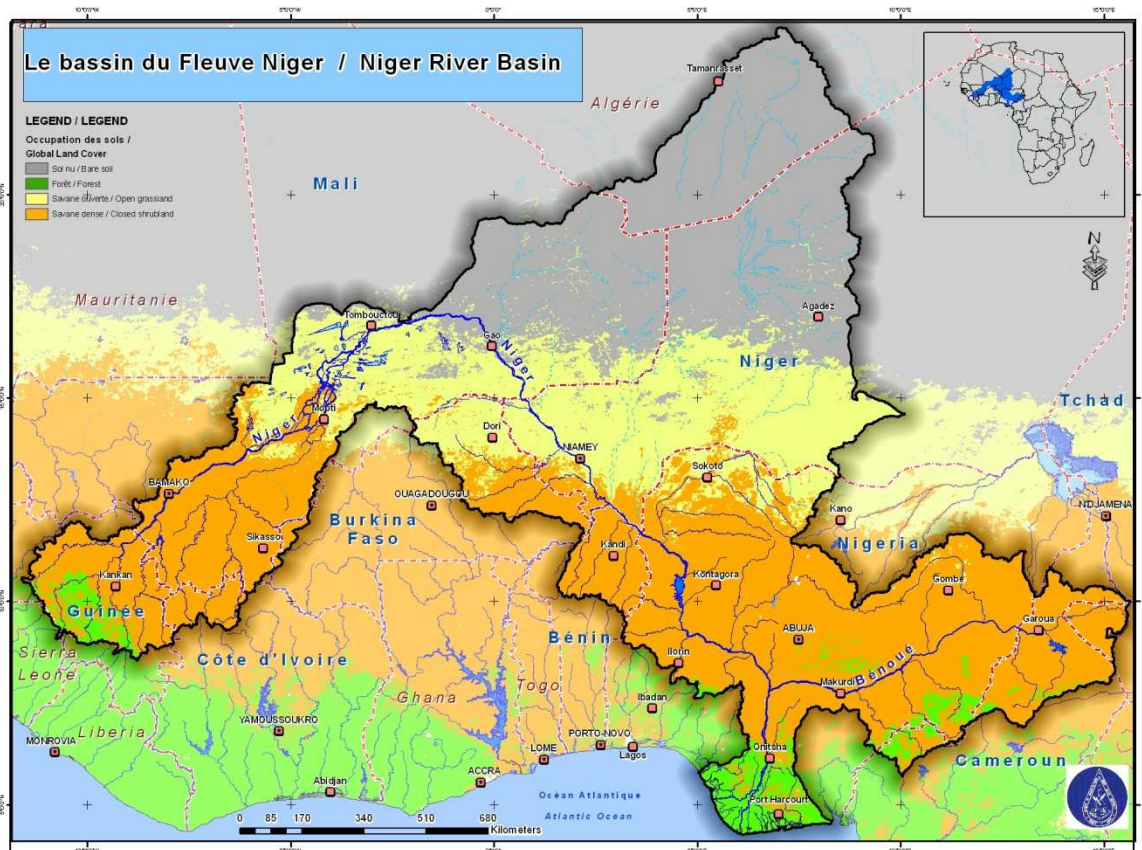 Le bassin du Fleuve Niger / Niger River Basin
LEGEND / LEGEND
Occupation des sols /
Global Land Cover
Sol nu / Bare soil
Forêt / Forest
Savane ouverte / Open grassland
Savane dense / Closed shrubland
Tamanrasset
Algérie
Mali
Mauritanie
Tombouctou
Gao
Niger
Agadez
Niger
Tchad
Mopti
Niger
Dori
NIAMEY
Sokoto
BAMAKO
OUAGADOUGOU
Kano
N'DJAMENA
Burkina
Faso
Nigeria
Sikasso
Kandi
Kankan
Kontagora
Gombe
Guinée
Bénin
ABUJA
Garoua
Sierra
Leone
Côte d'Ivoire
Ilorin
Makurdi
Bénoué
Ghana
Togo
Ibadan
YAMOUSSOUKRO
Liberia
MONROVIA
PORTO-NOVO
Lagos
LOME
Onitsha
Cameroun
ACCRA
Abidjan
Océan Atlantique
Atlantic Ocean
Port Harcourt
0 85 170 340 510 680
Kilometers
N